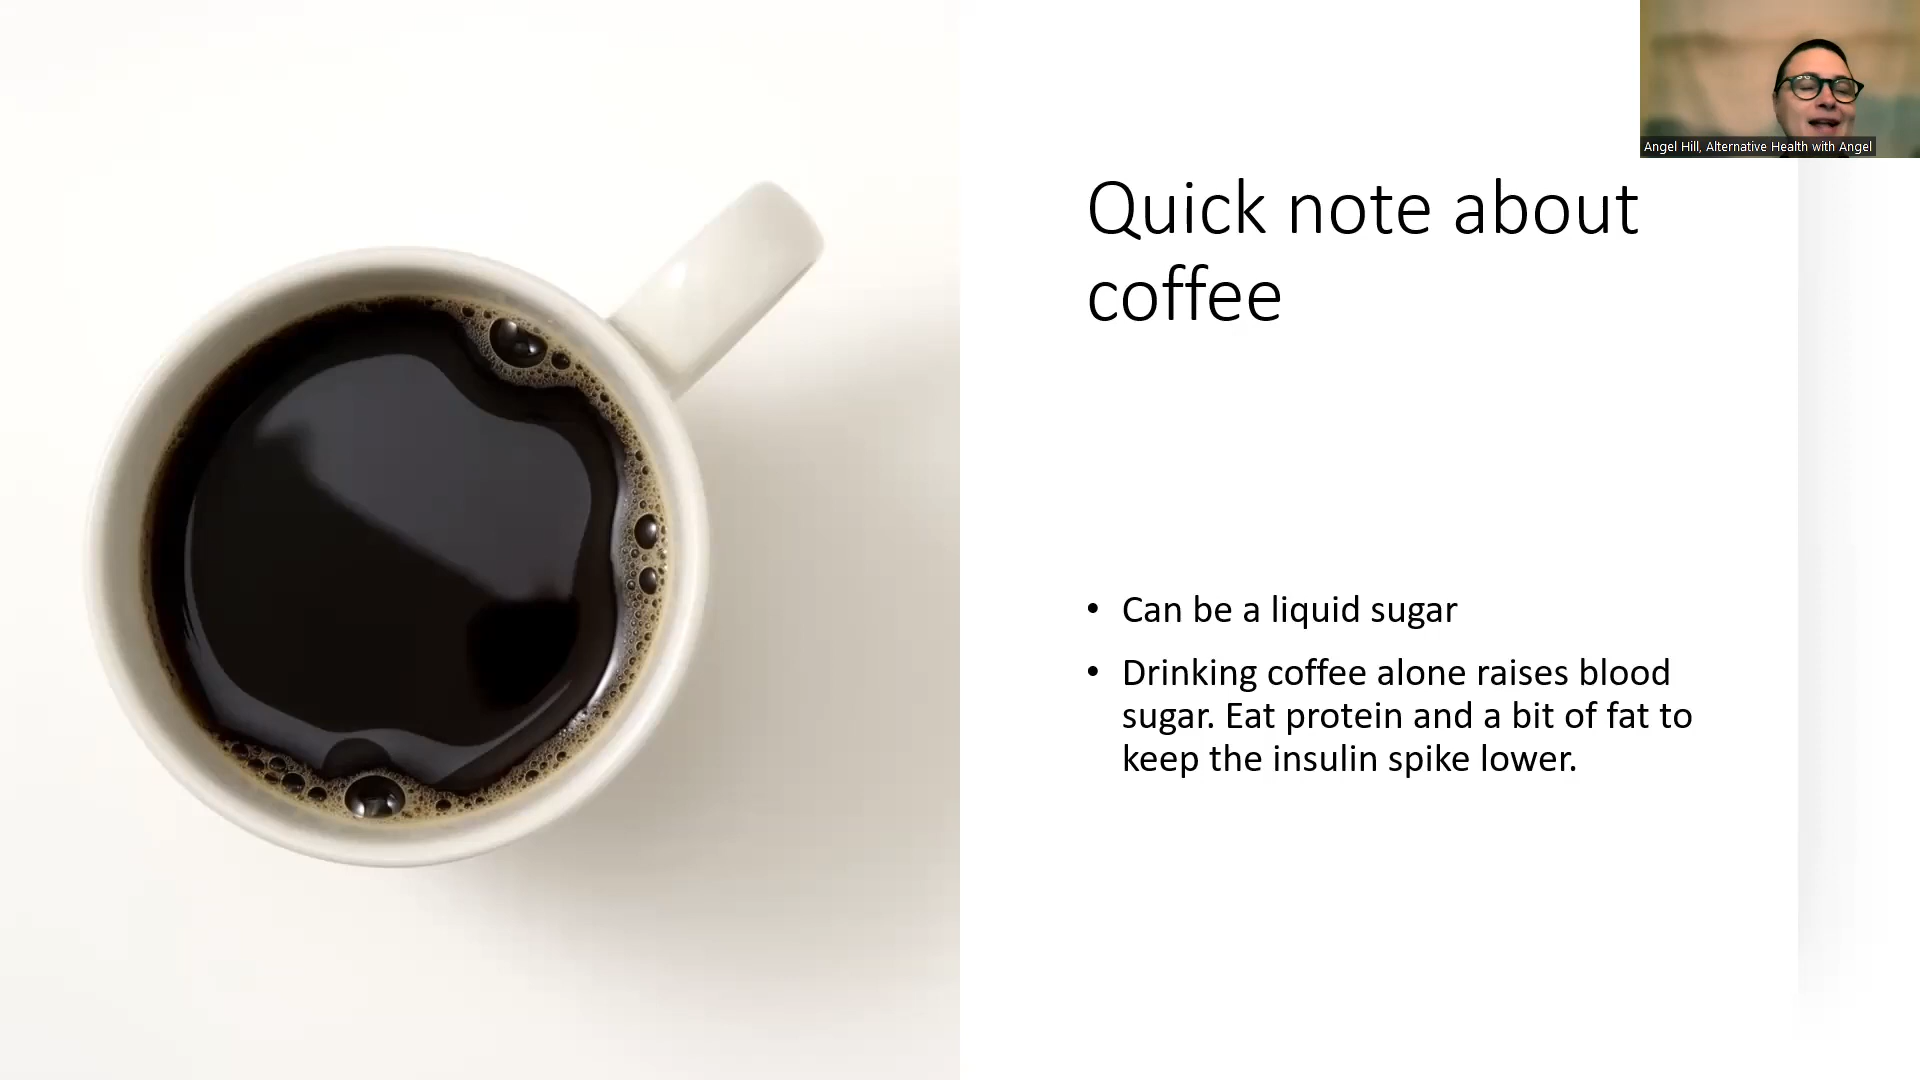 Angel Hill, Alternative Health with Angel
Quick note about
coffee
• Can be a liquid sugar
• Drinking coffee alone raises blood
sugar. Eat protein and a bit of fat to
keep the insulin spike lower.